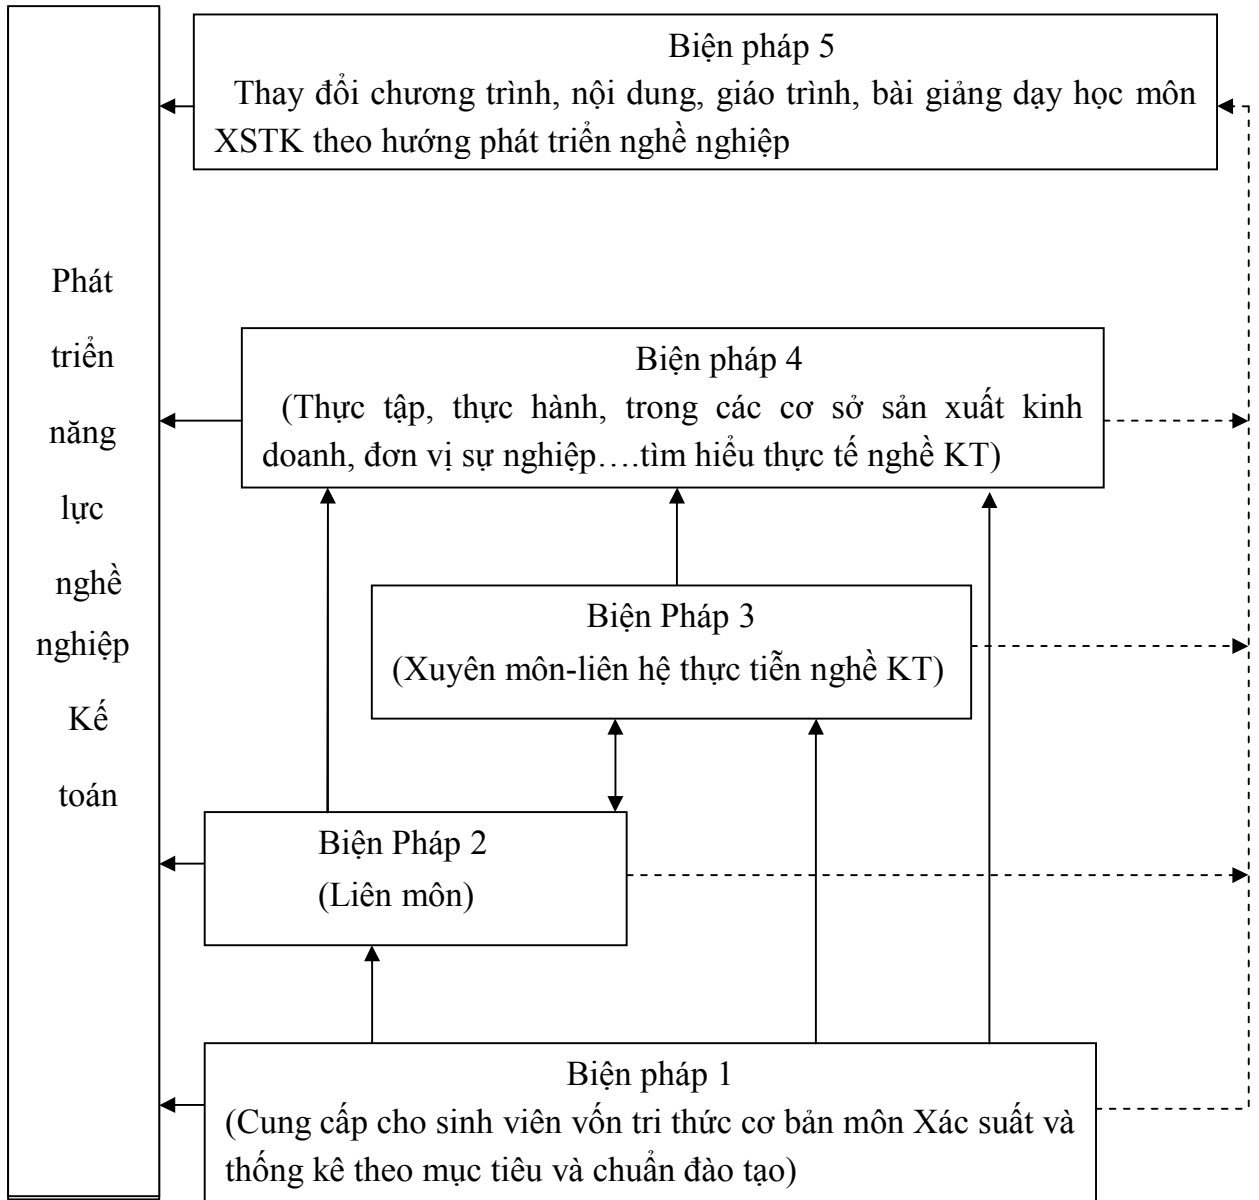 Phát
triển
năng
lực
nghề
nghiệp
Kế
toán
Biện pháp 5
Thay đổi chương trình, nội dung, giáo trình, bài giảng dạy học môn
XSTK theo hướng phát triển nghề nghiệp
Biện pháp 4
(Thực tập, thực hành, trong các cơ sở sản xuất kinh
doanh, đơn vị sự nghiệp….tìm hiểu thực tế nghề KT)
Biện Pháp 3
(Xuyên môn-liên hệ thực tiễn nghề KT)
Biện Pháp 2
(Liên môn)
Biện pháp 1
(Cung cấp cho sinh viên vốn tri thức cơ bản môn Xác suất và
thống kê theo mục tiêu và chuẩn đào tạo)